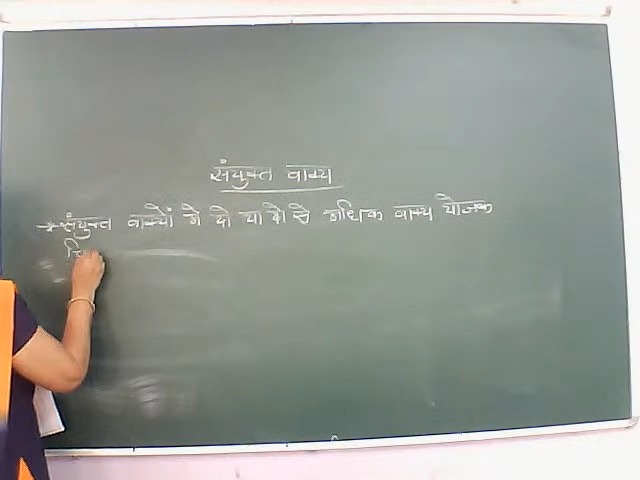 संयुक्त वाक्य
→ संयुक्त वाक्यों में दो या दो से अधिक वाक्य योजक